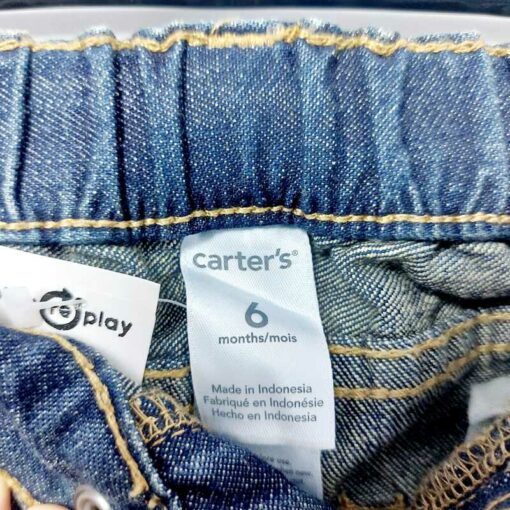 carter's®
6
months/mois
Made in Indonesia
Fabriqué en Indonésie
Hecho en Indonesia
re play